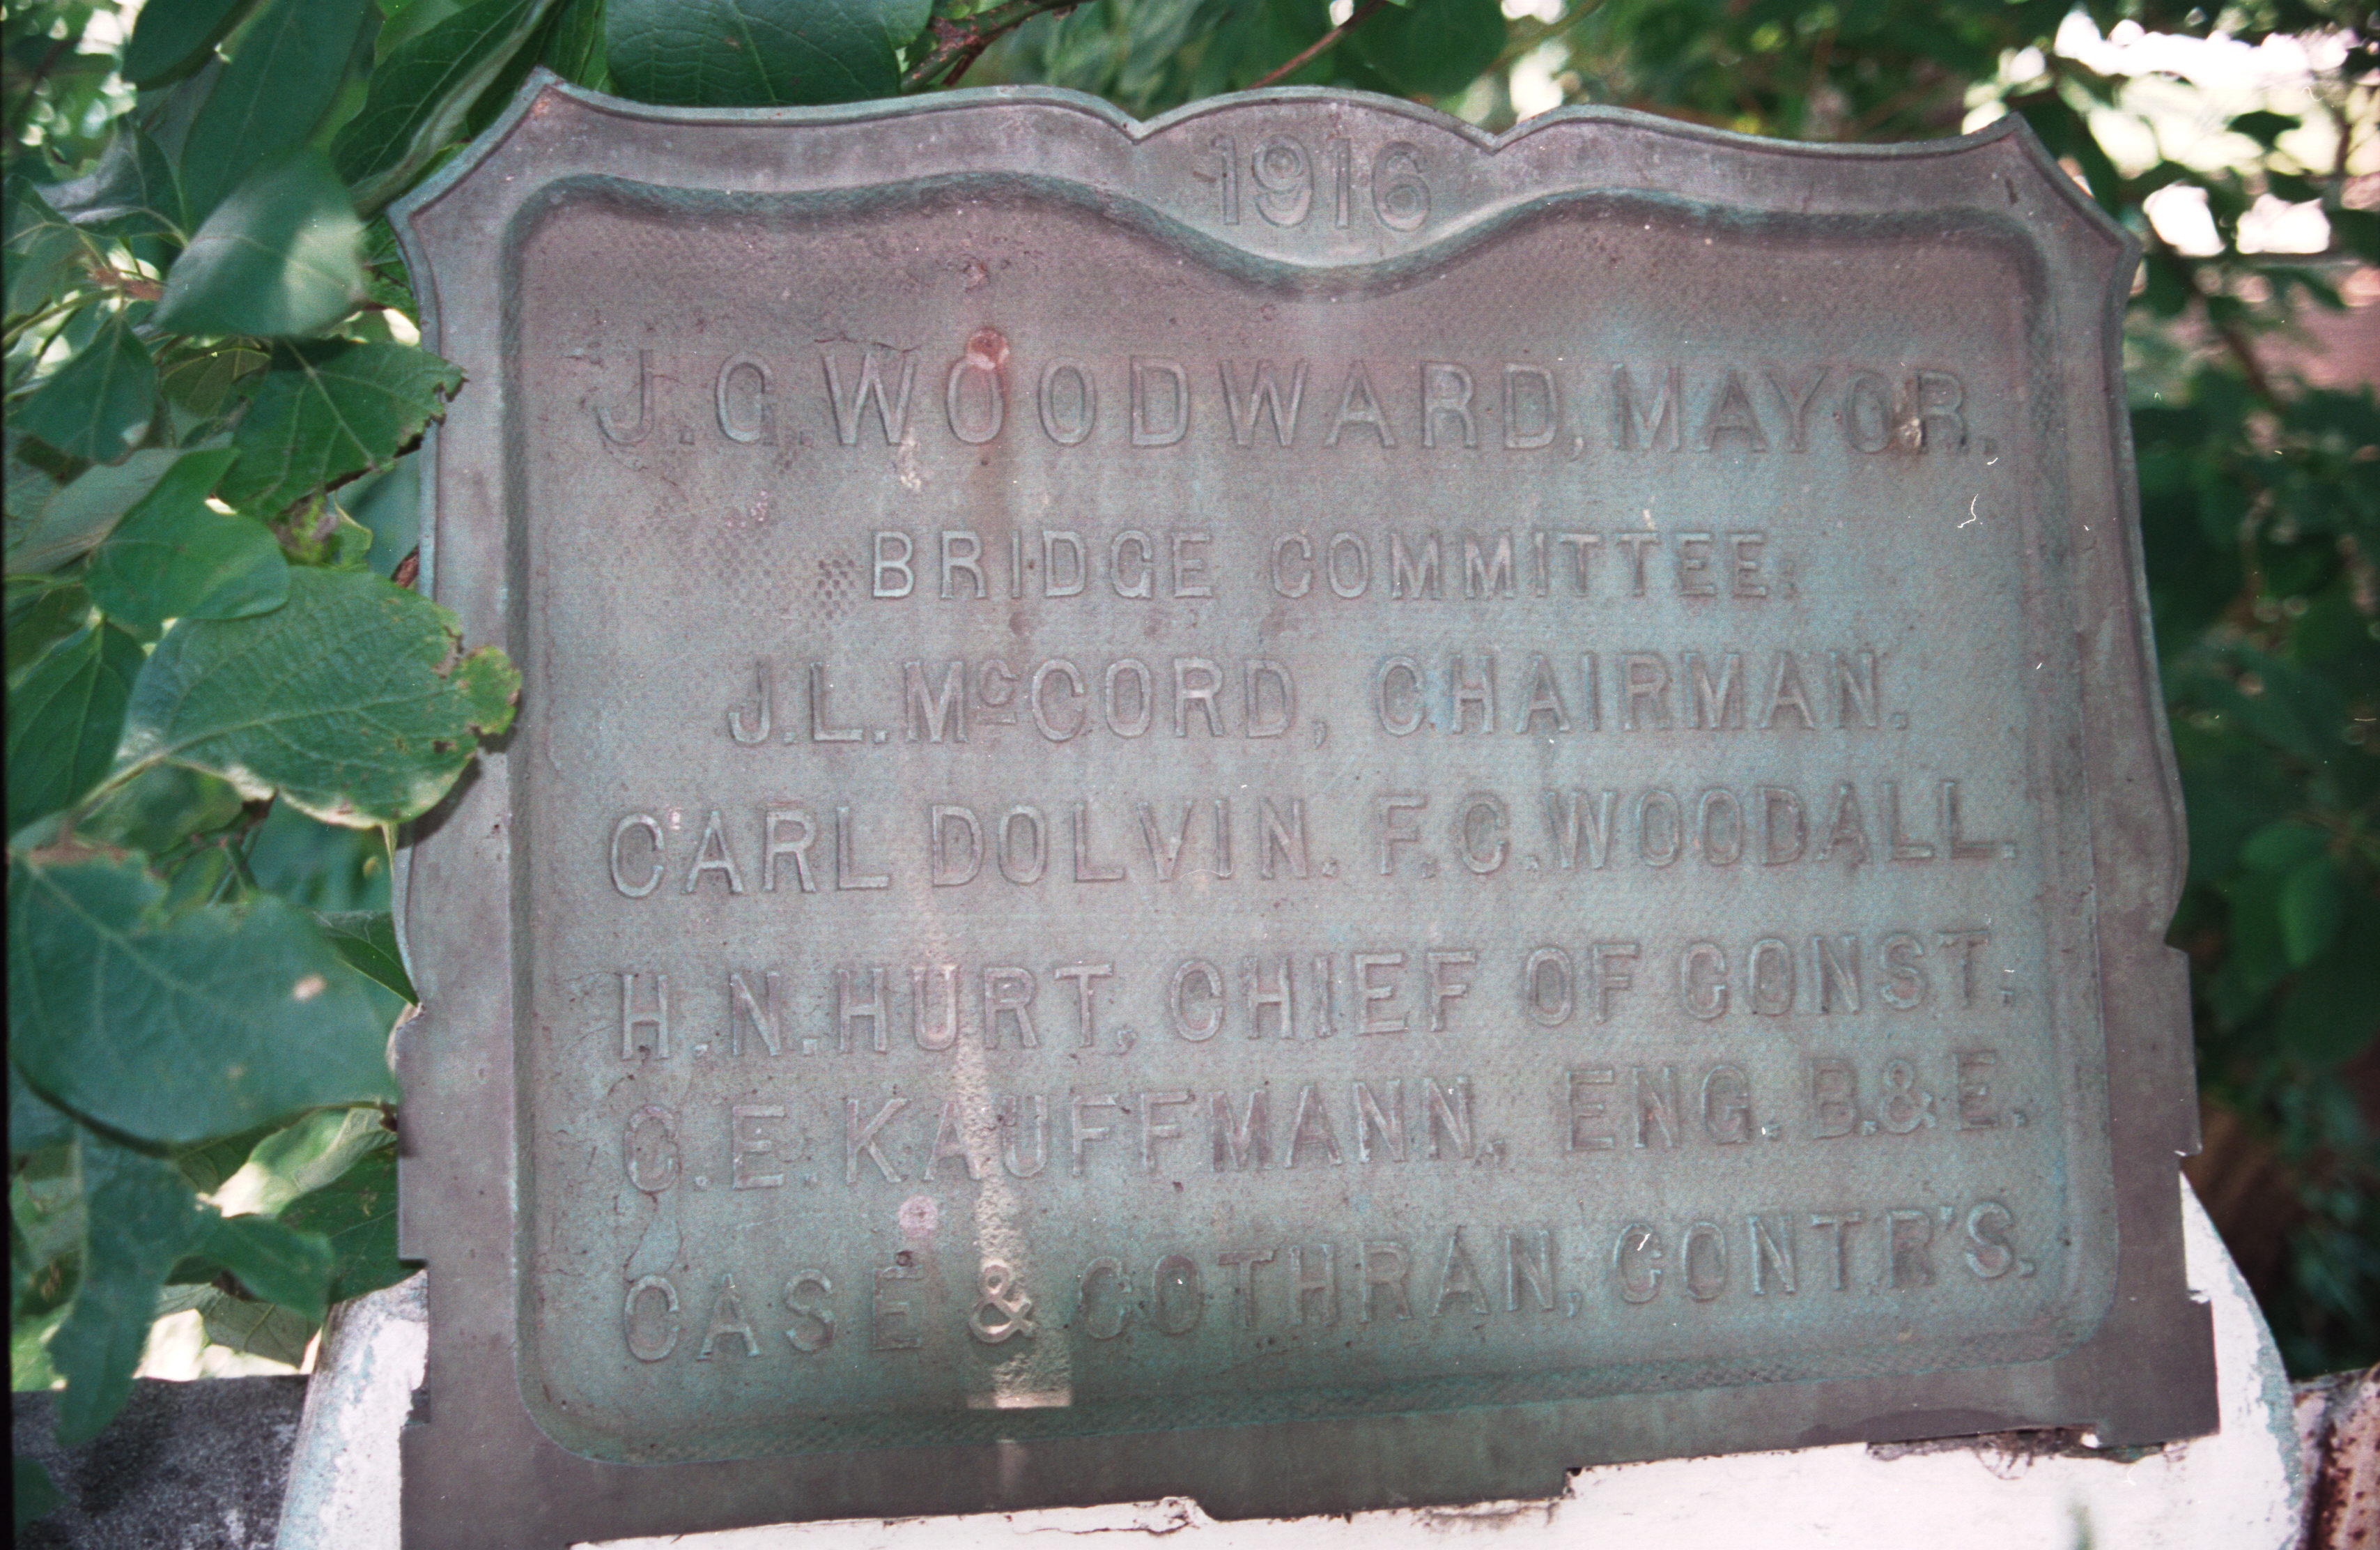 1916
J.G.WOODWARD, MAYOR.
BRIDGE COMMITTEE.
J.L.McCORD, CHAIRMAN.
CARL DOLVIN. F.C.WOODALL.
H.N.HURT, CHIEF OF CONST.
C.E.KAUFFMANN, ENG. B.&E.
CASE & COTHRAN, CONTR'S.